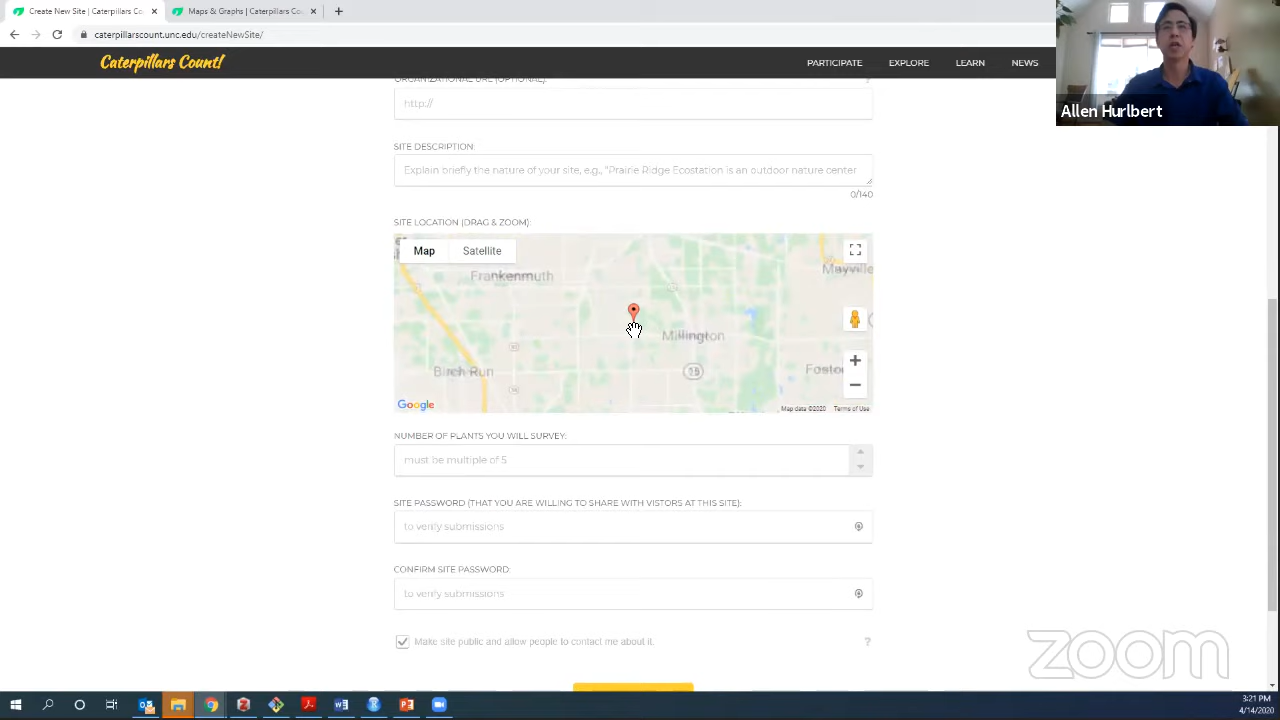 Create New Site | Caterpillars Cou
Maps & Graphs | Caterpillars Cou
caterpillarscount.unc.edu/createNewSite/
Caterpillars Count!
PARTICIPATE
EXPLORE
LEARN
NEWS
Allen Hurlbert
ORGANIZATIONAL URL (OPTIONAL):
?
http://
SITE DESCRIPTION:
Explain briefly the nature of your site, e.g., "Prairie Ridge Ecostation is an outdoor nature center
0/140
SITE LOCATION (DRAG & ZOOM):
Map
Satellite
Frankenmuth
Mayville
Millington
Birch Run
15
Fosto
Google
Map data ©2020
Terms of Use
NUMBER OF PLANTS YOU WILL SURVEY:
must be multiple of 5
SITE PASSWORD (THAT YOU ARE WILLING TO SHARE WITH VISTORS AT THIS SITE):
to verify submissions
CONFIRM SITE PASSWORD:
to verify submissions
Make site public and allow people to contact me about it.
?
zoom
3:21 PM
4/14/2020